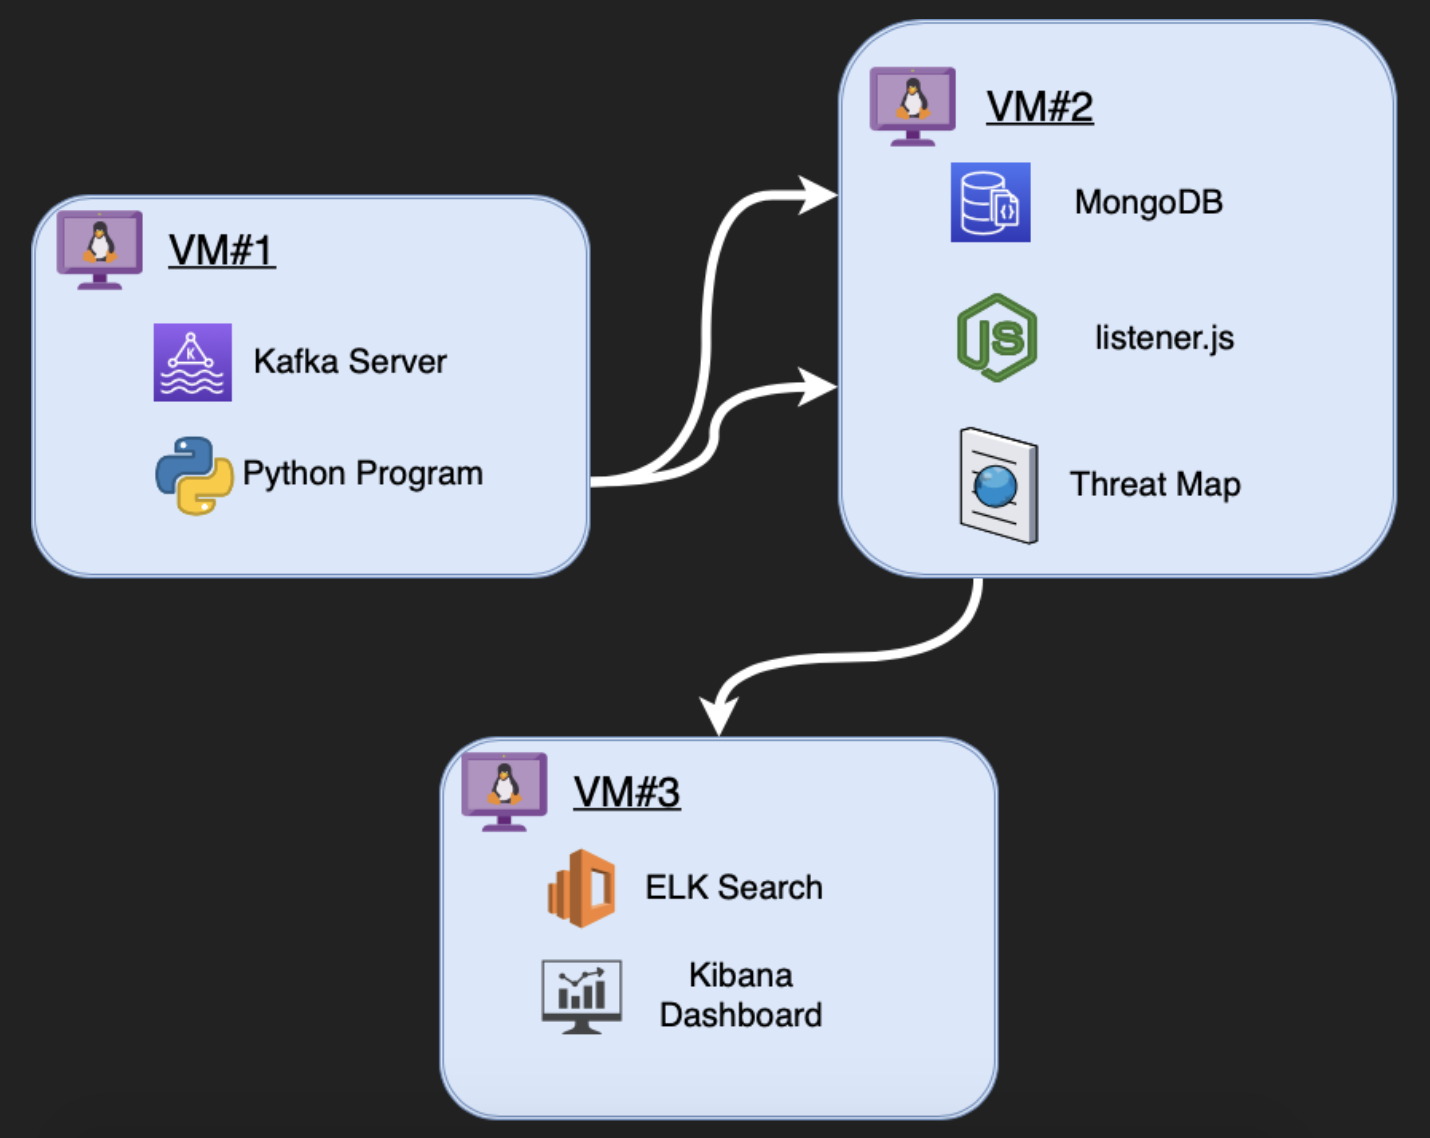 VM#1
Kafka Server
Python Program
VM#2
MongoDB
listener.js
Threat Map
VM#3
ELK Search
Kibana
Dashboard